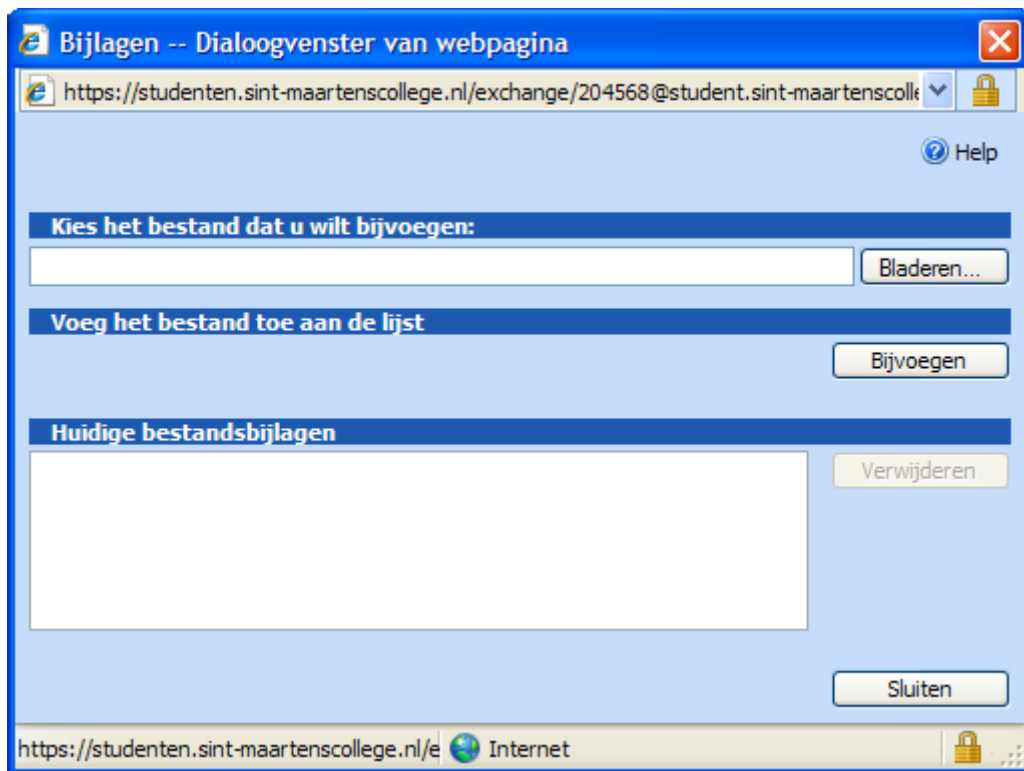 Bijlagen -- Dialoogvenster van webpagina
https://studenten.sint-maartenscollege.nl/exchange/204568@student.sint-maartenscolle
Help
Kies het bestand dat u wilt bijvoegen:
Bladeren...
Voeg het bestand toe aan de lijst
Bijvoegen
Huidige bestandsbijlagen
Verwijderen
Sluiten
https://studenten.sint-maartenscollege.nl/e Internet